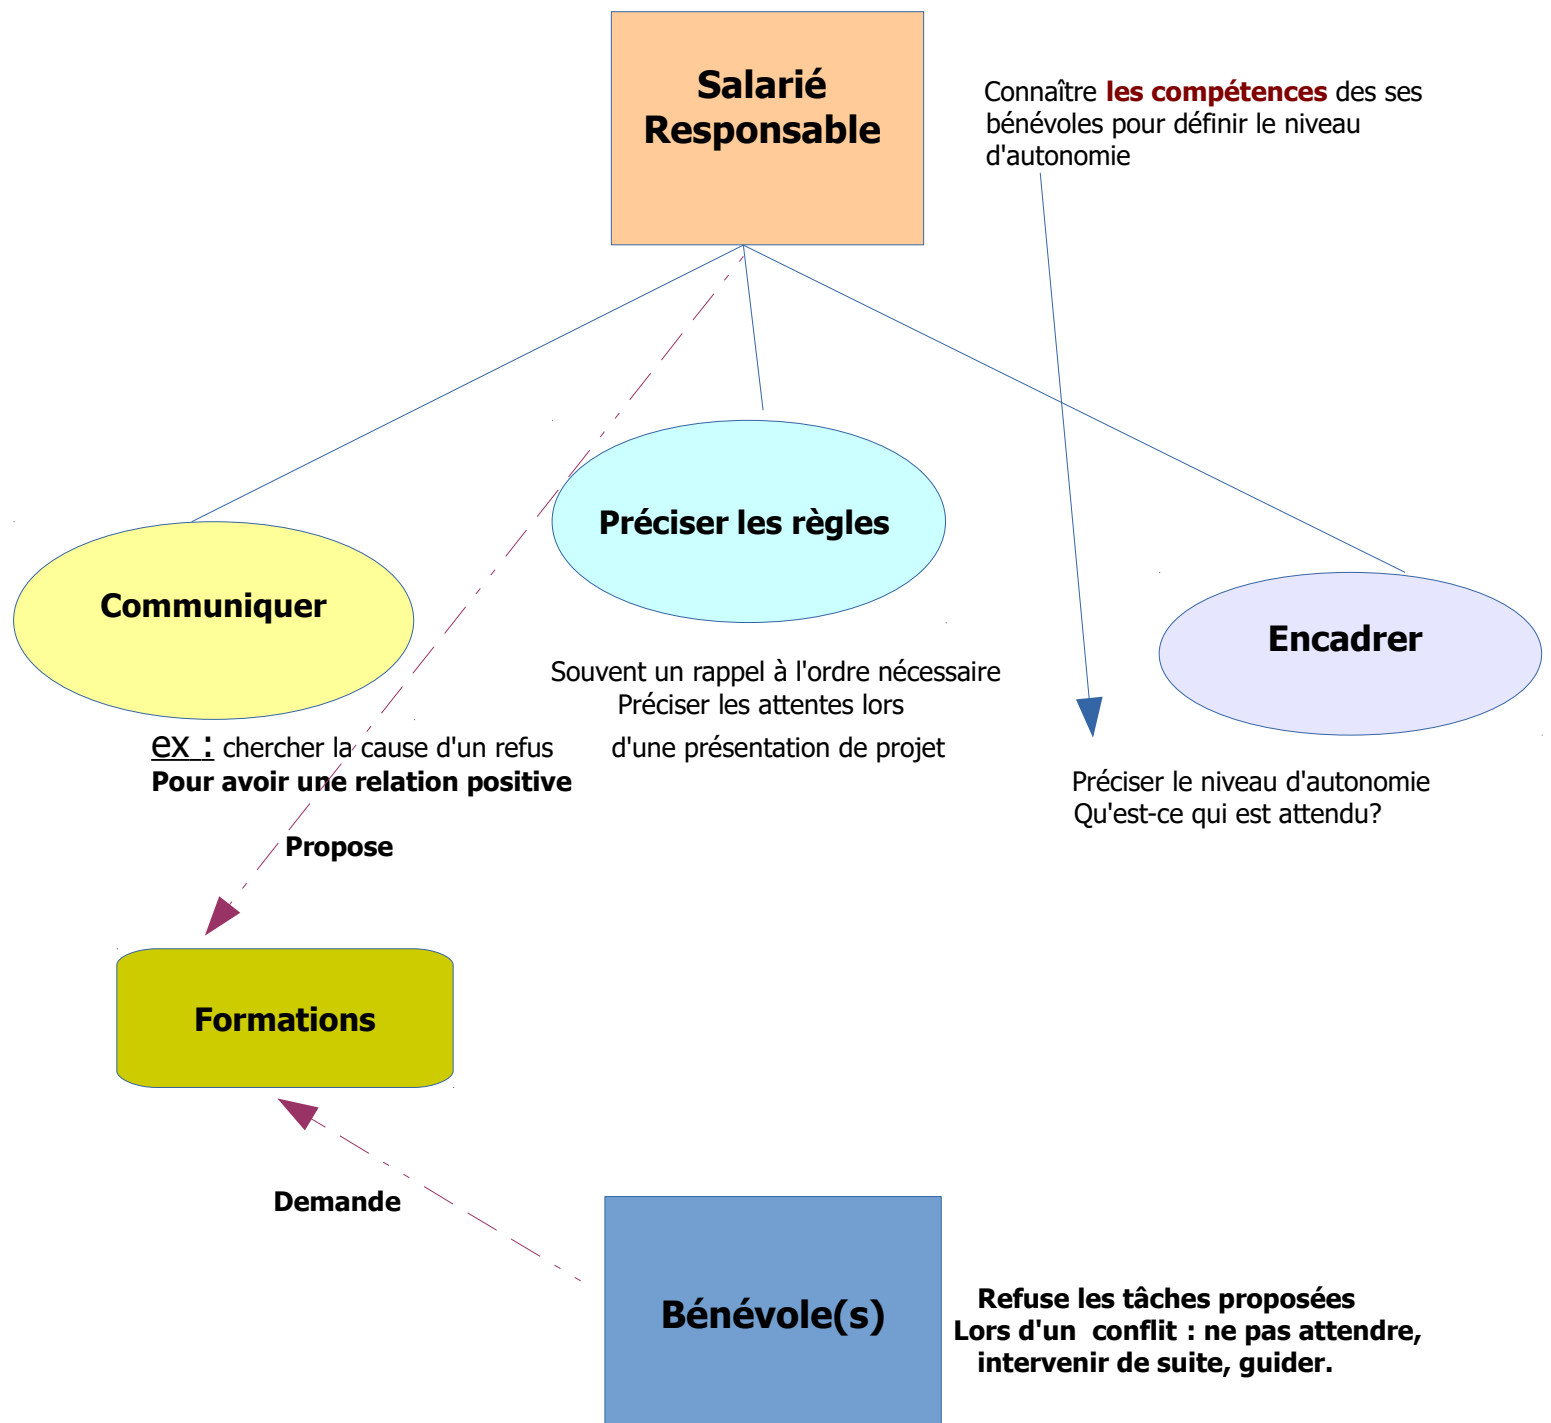 Salarié
Responsable
Connaître les compétences des ses
bénévoles pour définir le niveau
d'autonomie
Préciser les règles
Communiquer
Encadrer
Souvent un rappel à l'ordre nécessaire
Préciser les attentes lors
d'une présentation de projet
ex : chercher la cause d'un refus
Pour avoir une relation positive
Préciser le niveau d'autonomie
Qu'est-ce qui est attendu?
Propose
Formations
Demande
Bénévole(s)
Refuse les tâches proposées
Lors d'un conflit : ne pas attendre,
intervenir de suite, guider.